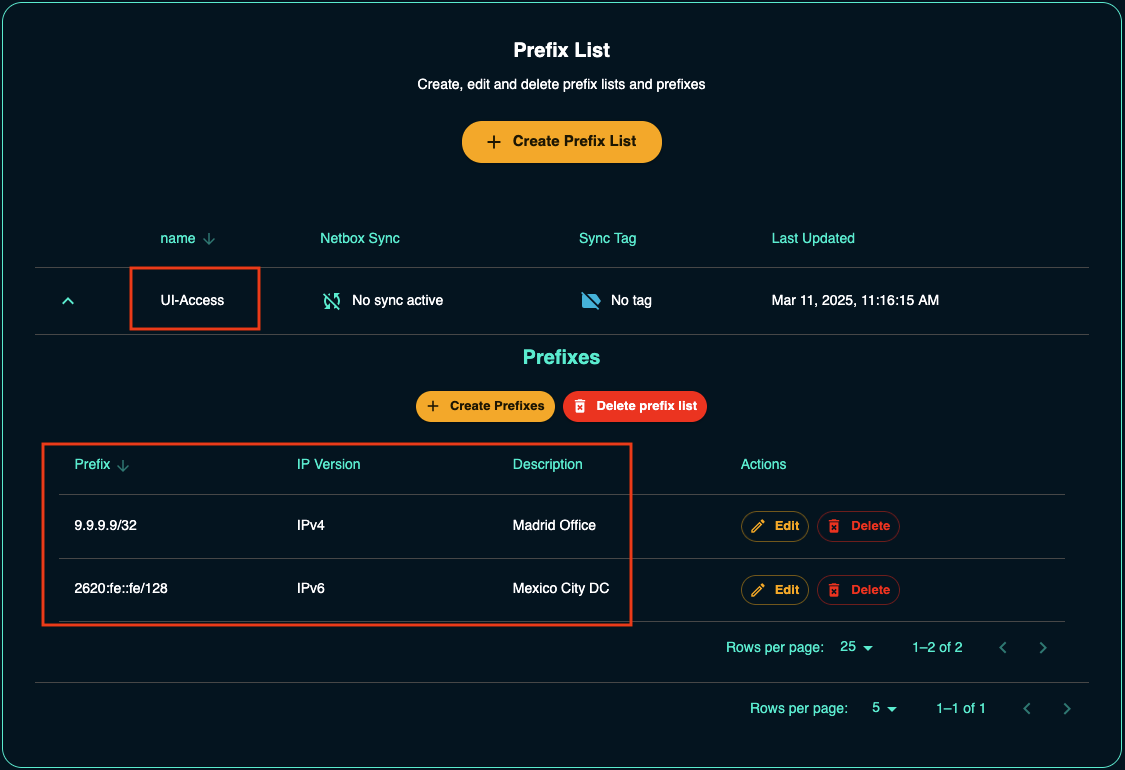 Prefix List
Create, edit and delete prefix lists and prefixes
Create Prefix List
name Netbox Sync Sync Tag Last Updated
UI-Access No sync active No tag Mar 11, 2025, 11:16:15 AM
Prefixes
Create Prefixes Delete prefix list
Prefix IP Version Description Actions
9.9.9.9/32 IPv4 Madrid Office Edit Delete
2620:fe::fe/128 IPv6 Mexico City DC Edit Delete
Rows per page: 25 1–2 of 2
Rows per page: 5 1–1 of 1